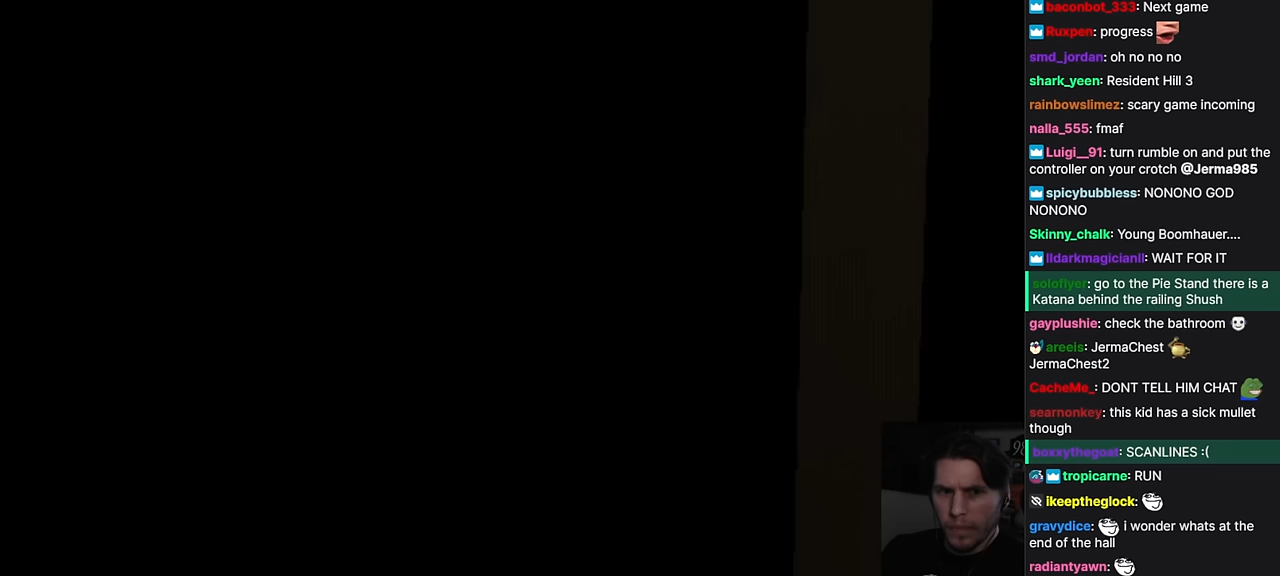 baconbot_333: Next game
Ruxpen: progress
smd_jordan: oh no no no
shark_yeen: Resident Hill 3
rainbowslimez: scary game incoming
nalla_555: fmaf
Luigi__91: turn rumble on and put the
controller on your crotch @Jerma985
spicybubbless: NONONO GOD
NONONO
Skinny_chalk: Young Boomhauer....
lldarkmagicianll: WAIT FOR IT
soloflyer: go to the Pie Stand there is a
Katana behind the railing Shush
gayplushie: check the bathroom
areeis: JermaChest
JermaChest2
CacheMe_: DONT TELL HIM CHAT
searnonkey: this kid has a sick mullet
though
boxxythegoat: SCANLINES :(
tropicarne: RUN
ikeeptheglock:
gravydice: i wonder whats at the
end of the hall
radiantyawn: